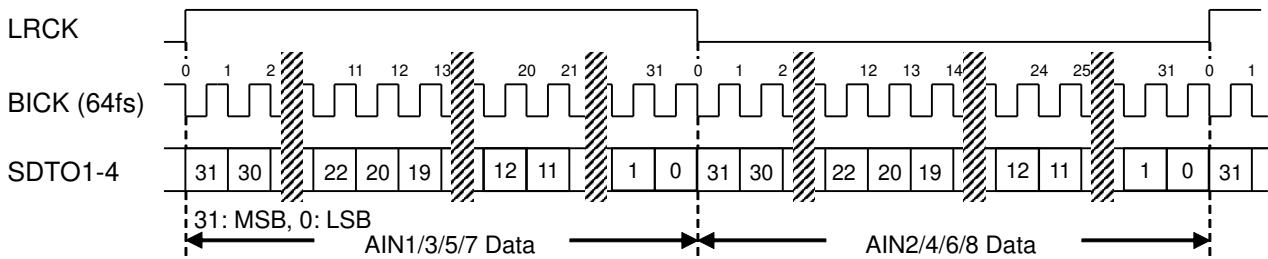 LRCK
0 1 2 11 12 13 20 21 31 0 1 2 12 13 14 24 25 31 0 1
BICK (64fs)
SDTO1-4 31 30 22 20 19 12 11 1 0 31 30 22 20 19 12 11 1 0 31
31: MSB, 0: LSB
AIN1/3/5/7 Data AIN2/4/6/8 Data